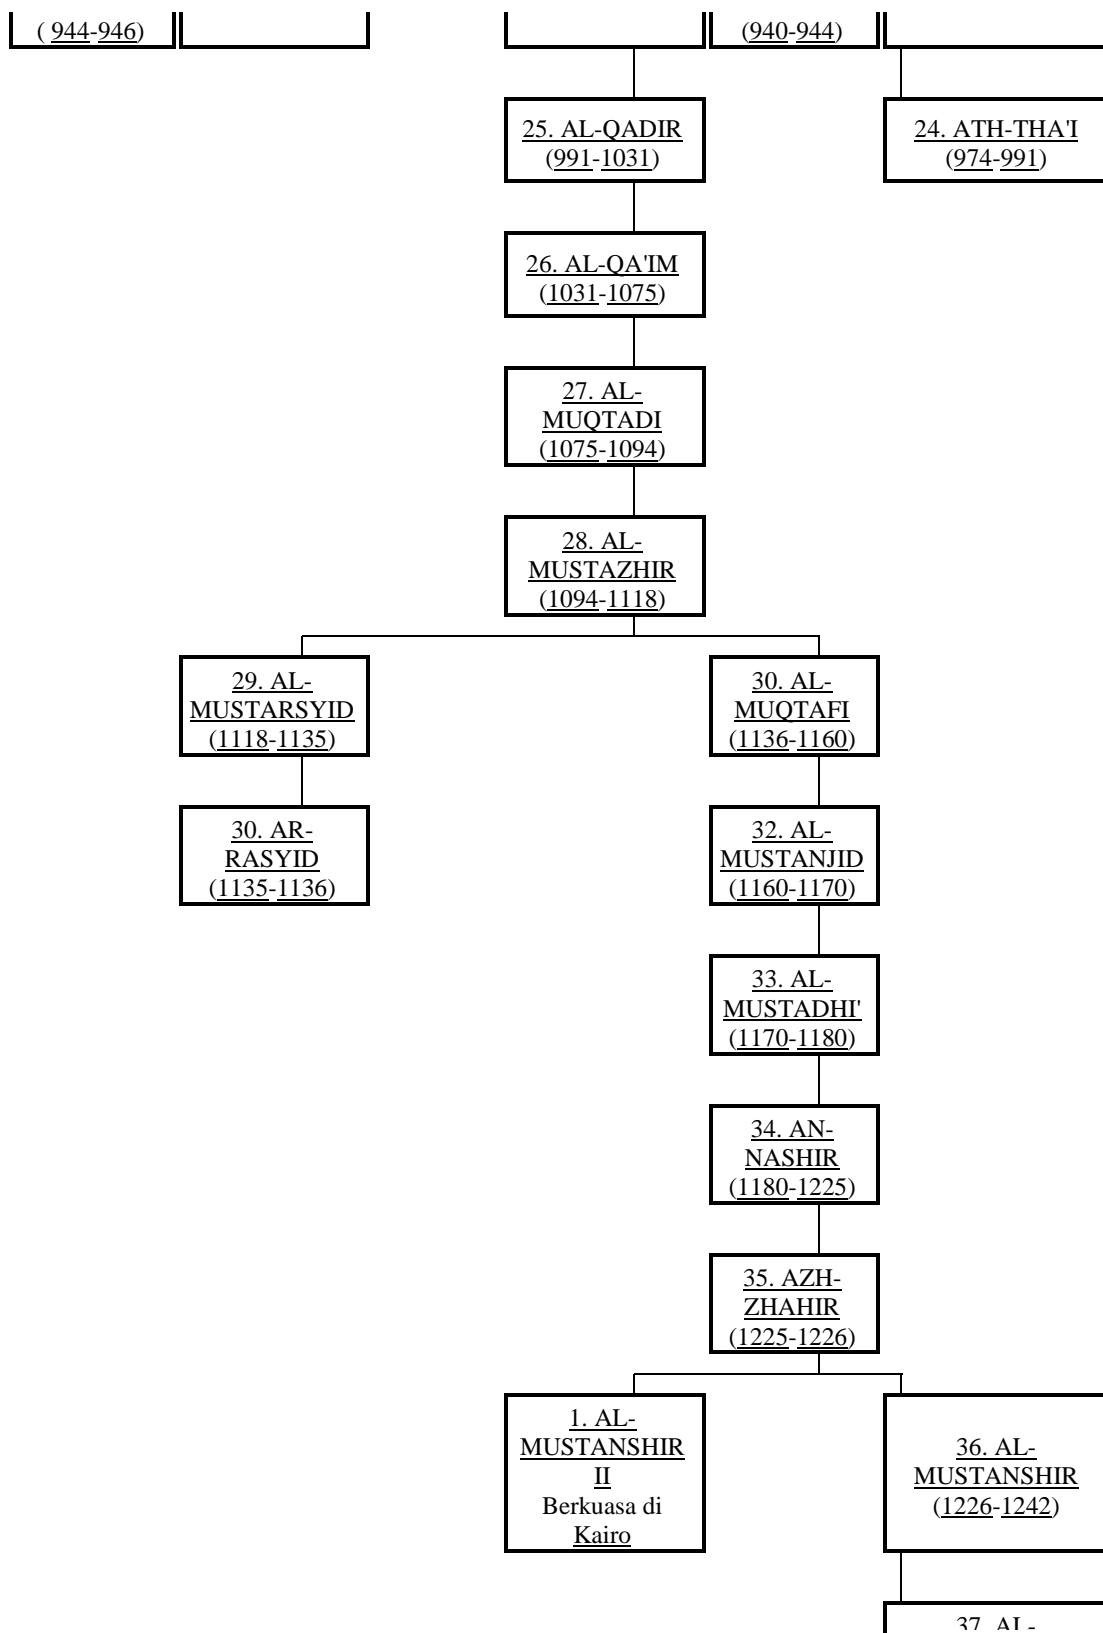 ( 944-946)
(940-944)
25. AL-QADIR
(991-1031)
24. ATH-THA'I
(974-991)
26. AL-QA'IM
(1031-1075)
27. AL-
MUQTADI
(1075-1094)
28. AL-
MUSTAZHIR
(1094-1118)
29. AL-
MUSTARSYID
(1118-1135)
30. AL-
MUQTAFI
(1136-1160)
30. AR-
RASYID
(1135-1136)
32. AL-
MUSTANJID
(1160-1170)
33. AL-
MUSTADHI'
(1170-1180)
34. AN-
NASHIR
(1180-1225)
35. AZH-
ZHAHIR
(1225-1226)
1. AL-
MUSTANSHIR
II
Berkuasa di
Kairo
36. AL-
MUSTANSHIR
(1226-1242)
37. AL-